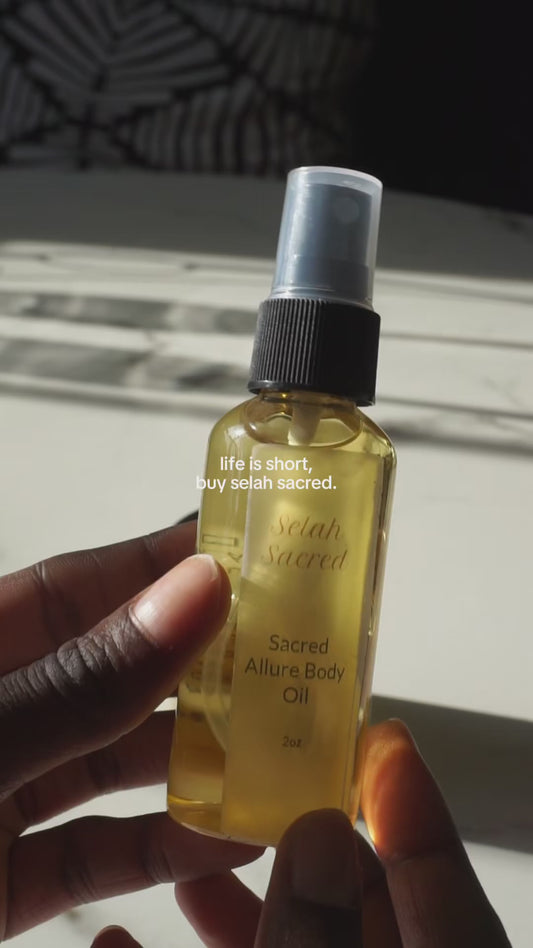 life is short,
buy selah sacred.
Selah
Sacred
Sacred
Allure Body
Oil
2oz